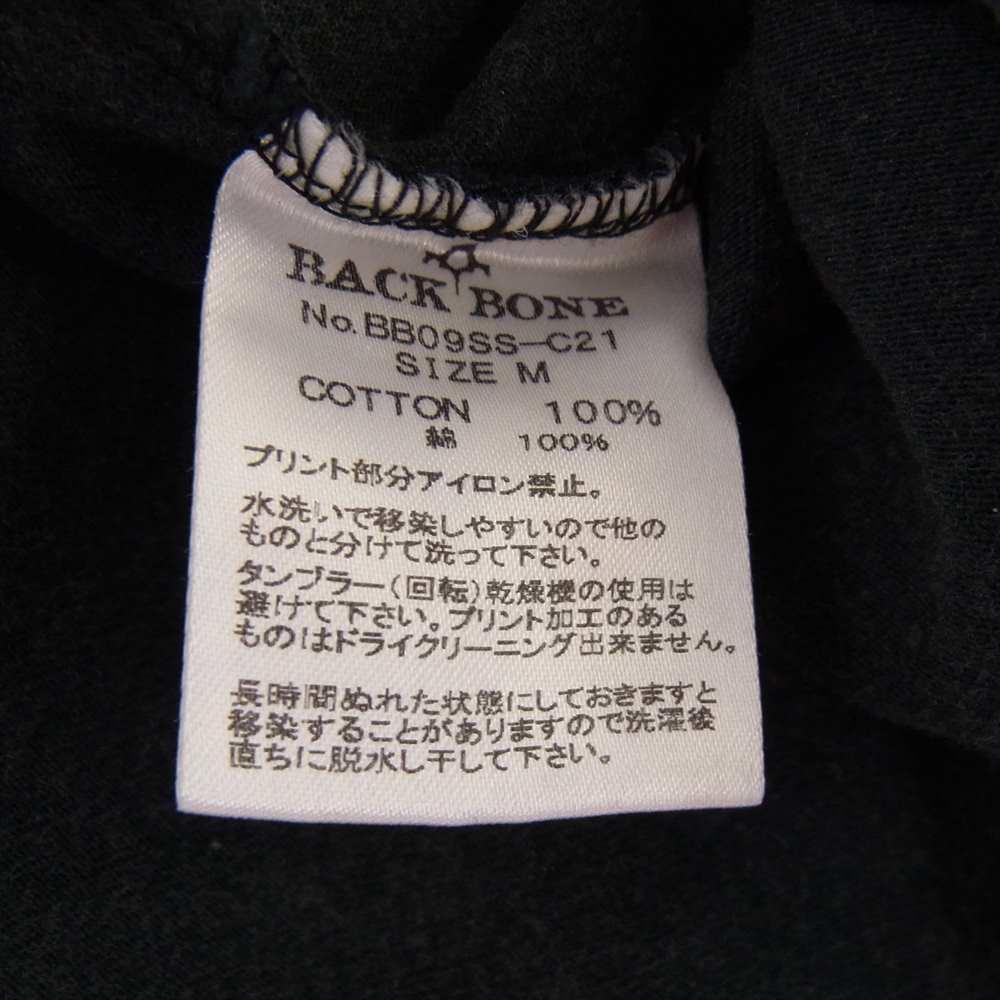 BACK BONE
No.BB09SS-C21
SIZE M
COTTON 100%
綿 100%
プリント部分アイロン禁止。
水洗いで移染しやすいので他の
ものと分けて洗って下さい。
タンブラー(回転)乾燥機の使用は
避けて下さい。プリント加工のある
ものはドライクリーニング出来ません。
長時間ぬれた状態にしておきますと
移染することがありますので洗濯後
直ちに脱水し干して下さい。